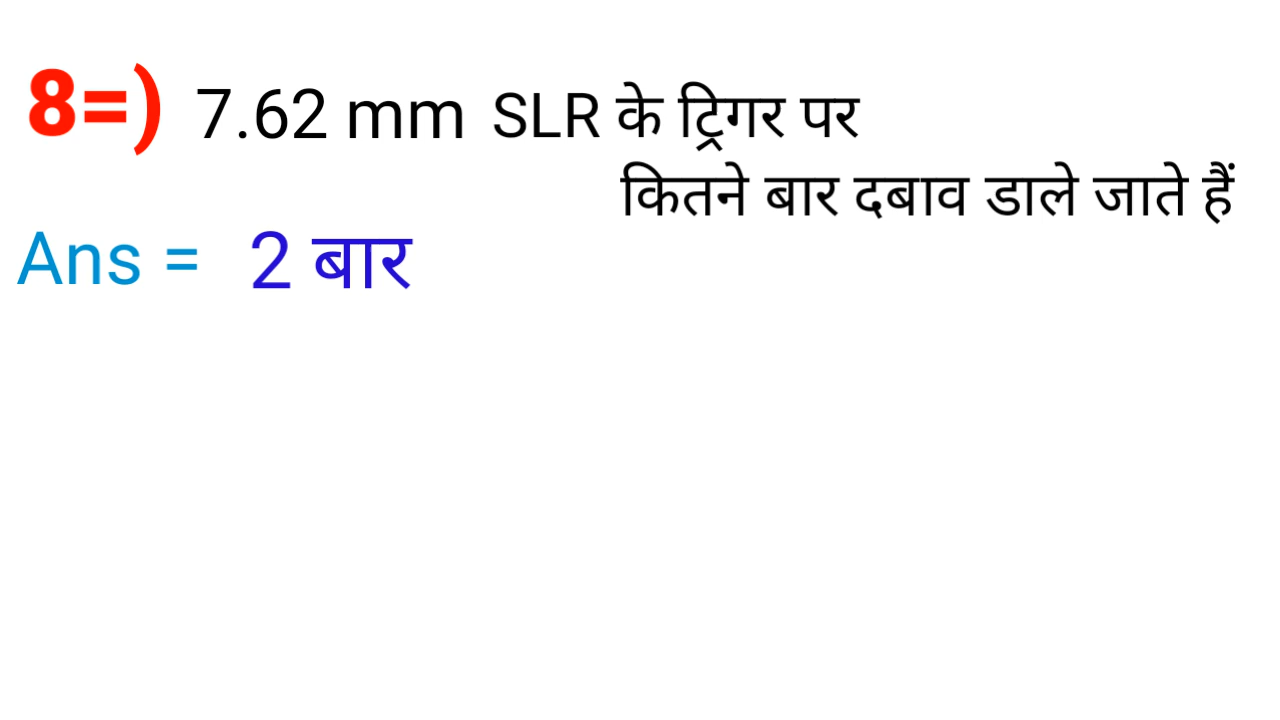 8=) 7.62 mm SLR के ट्रिगर पर
कितने बार दबाव डाले जाते हैं
Ans = 2 बार